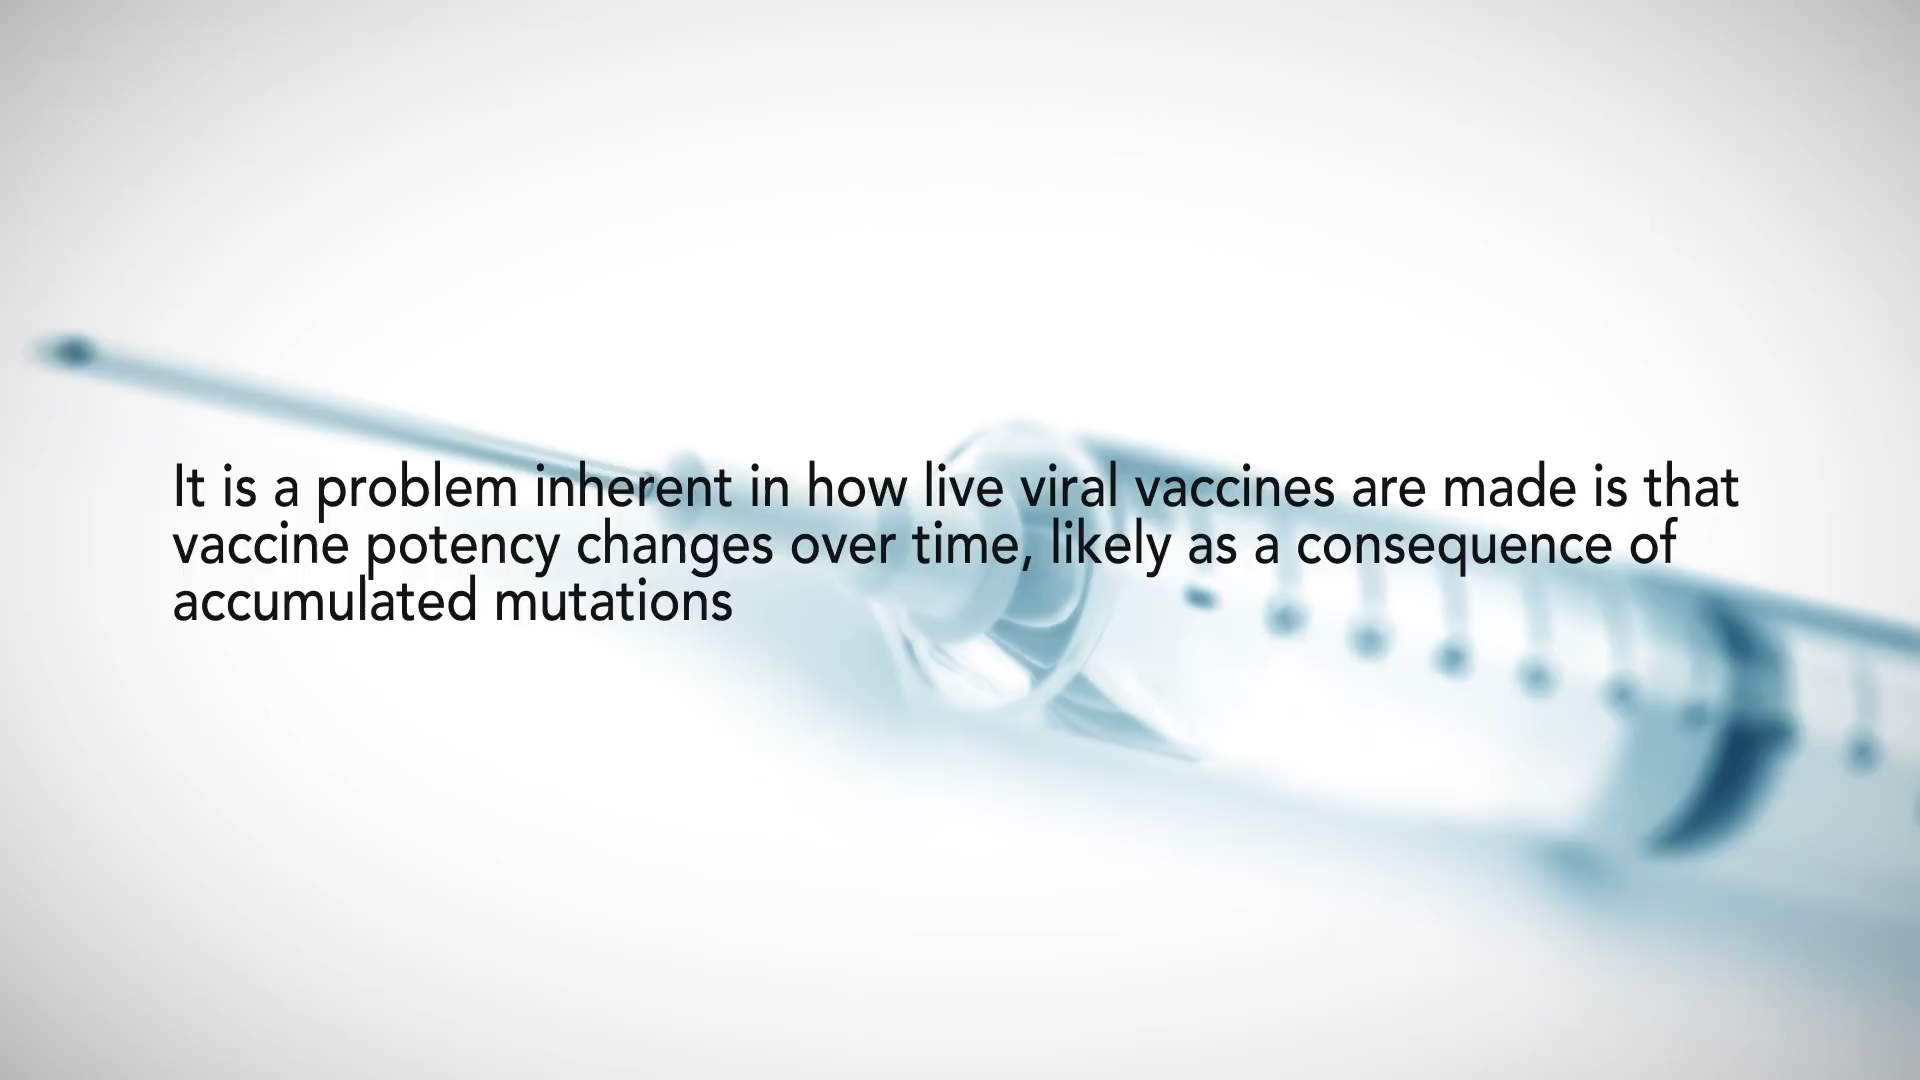 It is a problem inherent in how live viral vaccines are made is that
vaccine potency changes over time, likely as a consequence of
accumulated mutations